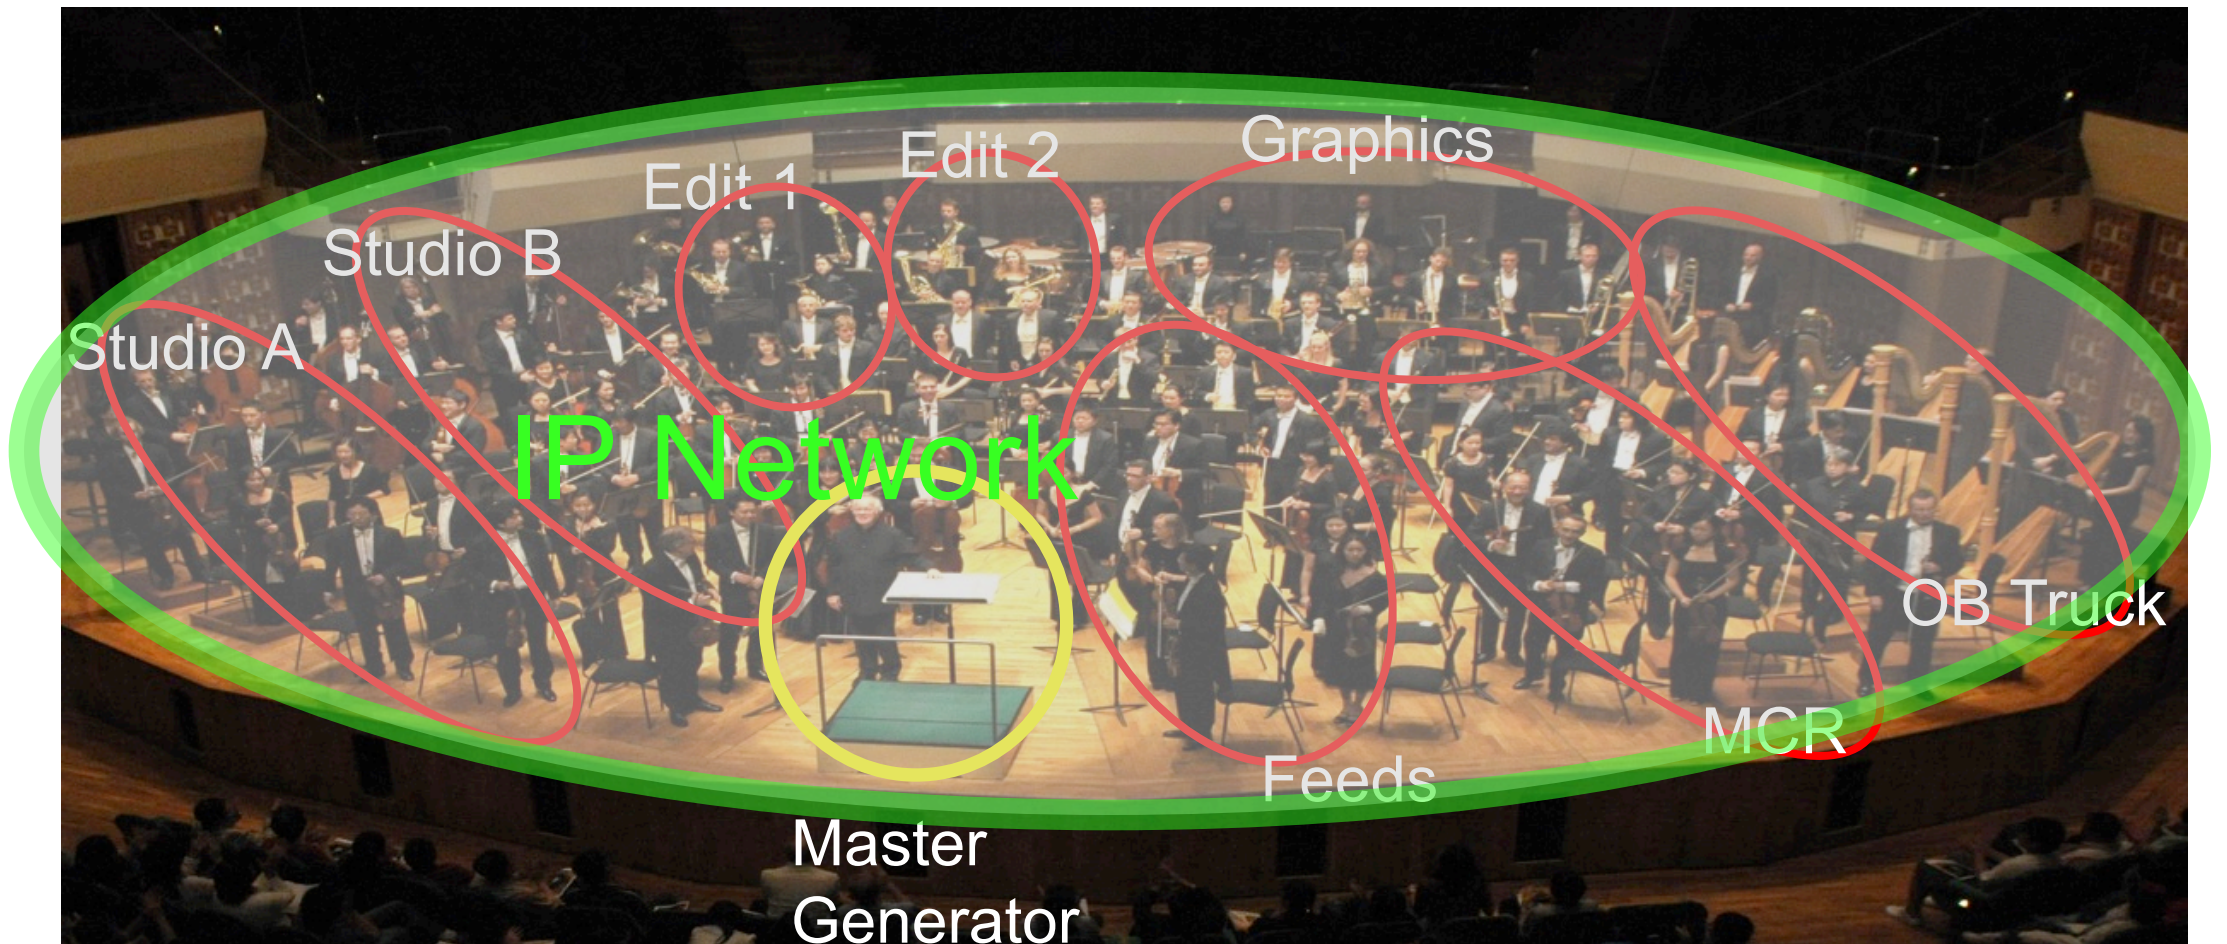 Edit 2
Graphics
Edit 1
Studio B
Studio A
IP Network
OB Truck
MCR
Feeds
Master
Generator